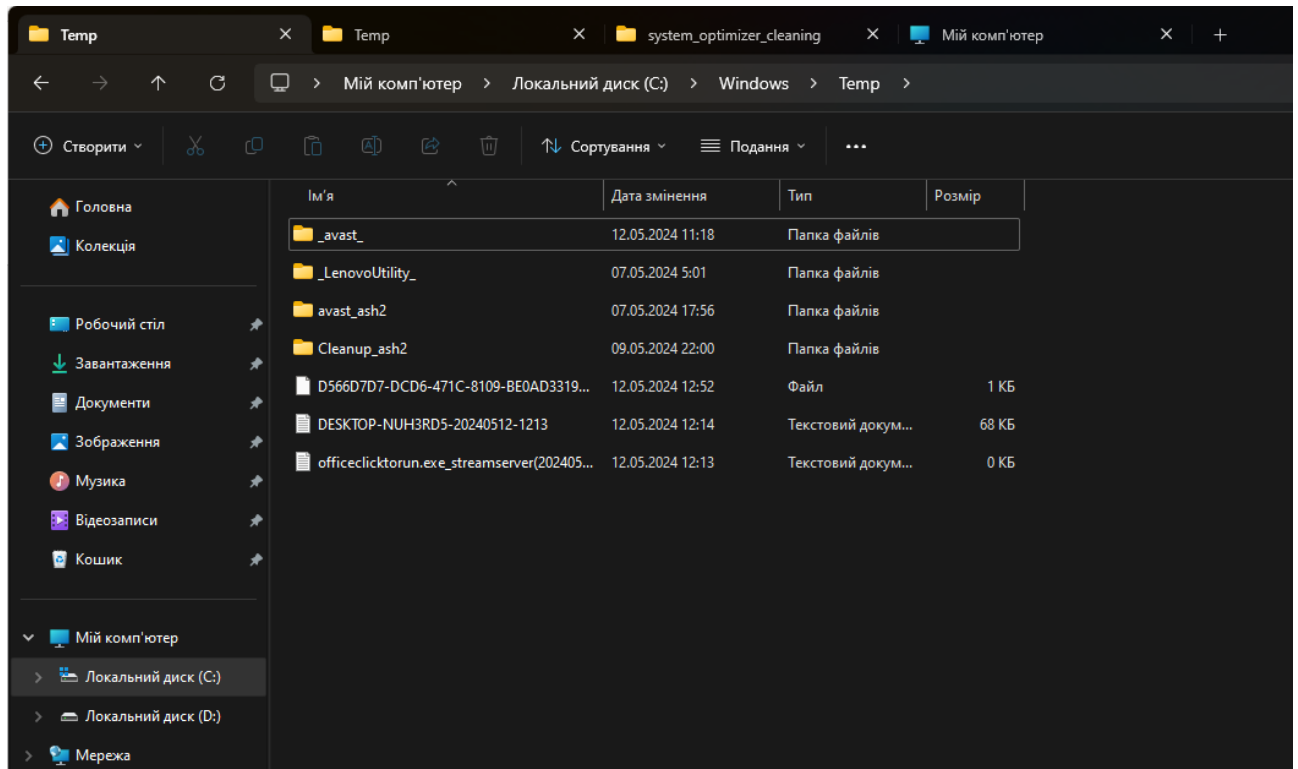 Temp
Temp
system_optimizer_cleaning
Мій комп'ютер
Мій комп'ютер > Локальний диск (C:) > Windows > Temp >
Створити
Сортування
Подання
Ім'я Дата змінення Тип Розмір
_avast_ 12.05.2024 11:18 Папка файлів
_LenovoUtility_ 07.05.2024 5:01 Папка файлів
avast_ash2 07.05.2024 17:56 Папка файлів
Cleanup_ash2 09.05.2024 22:00 Папка файлів
D566D7D7-DCD6-471C-8109-BE0AD3319... 12.05.2024 12:52 Файл 1 КБ
DESKTOP-NUH3RD5-20240512-1213 12.05.2024 12:14 Текстовий докум... 68 КБ
officeclicktorun.exe_streamserver(202405... 12.05.2024 12:13 Текстовий докум... 0 КБ
Головна
Колекція
Робочий стіл
Завантаження
Документи
Зображення
Музика
Відеозаписи
Кошик
Мій комп'ютер
Локальний диск (C:)
Локальний диск (D:)
Мережа